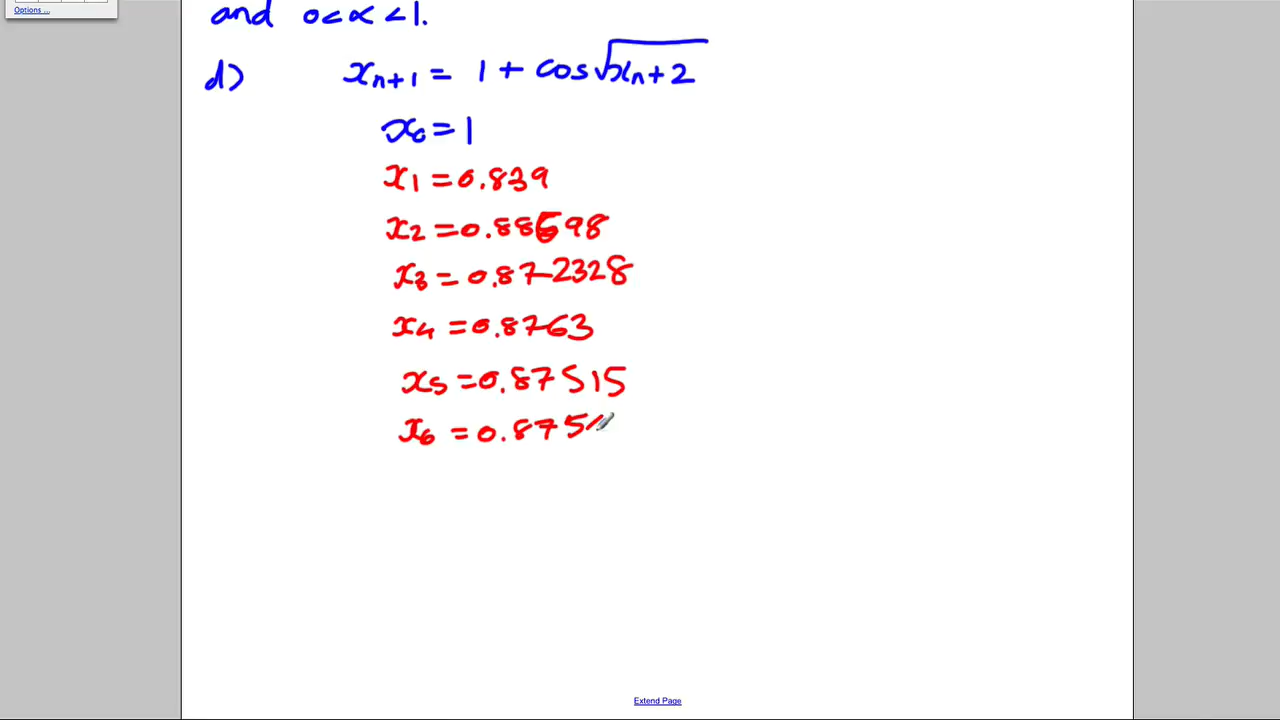 Options ...
and 0<α<1.
d) xₙ₊₁ = 1 + cos√(xₙ+2)
x₀ = 1
x₁ = 0.839
x₂ = 0.88698
x₃ = 0.872328
x₄ = 0.8763
x₅ = 0.87515
x₆ = 0.875
Extend Page